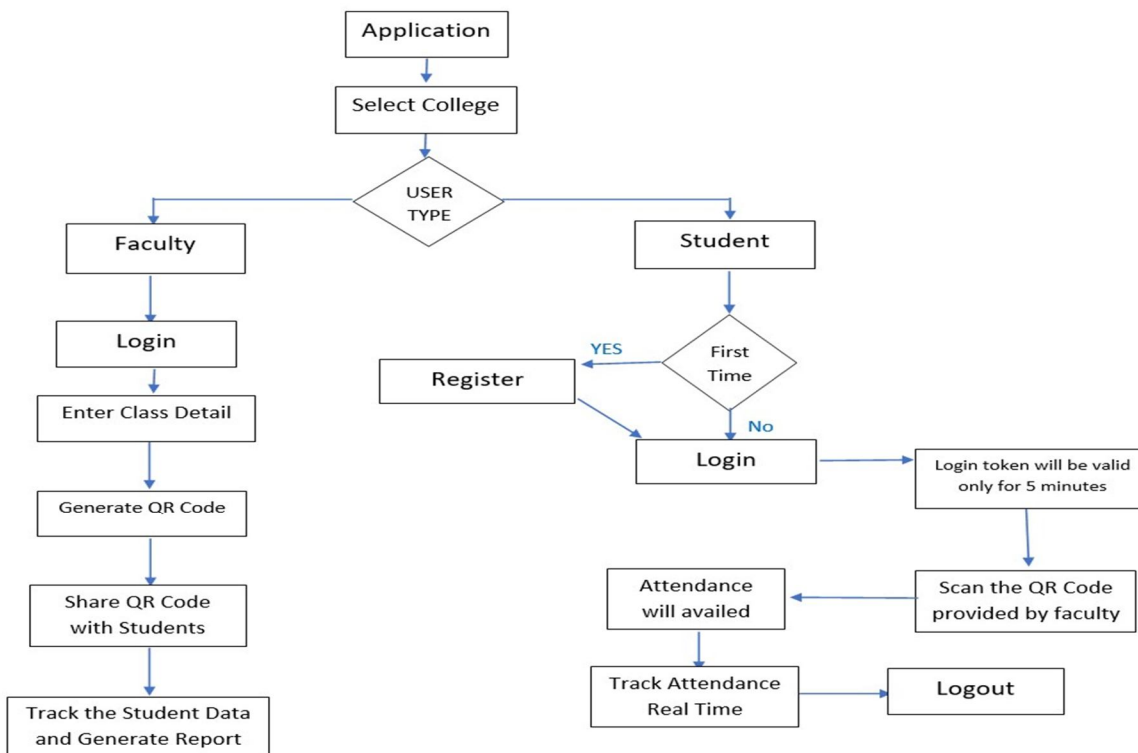 Application
Select College
USER
TYPE
Faculty
Student
Login
First
Time
YES
Register
Enter Class Detail
No
Login
Login token will be valid
only for 5 minutes
Generate QR Code
Share QR Code
with Students
Attendance
will availed
Scan the QR Code
provided by faculty
Track the Student Data
and Generate Report
Track Attendance
Real Time
Logout